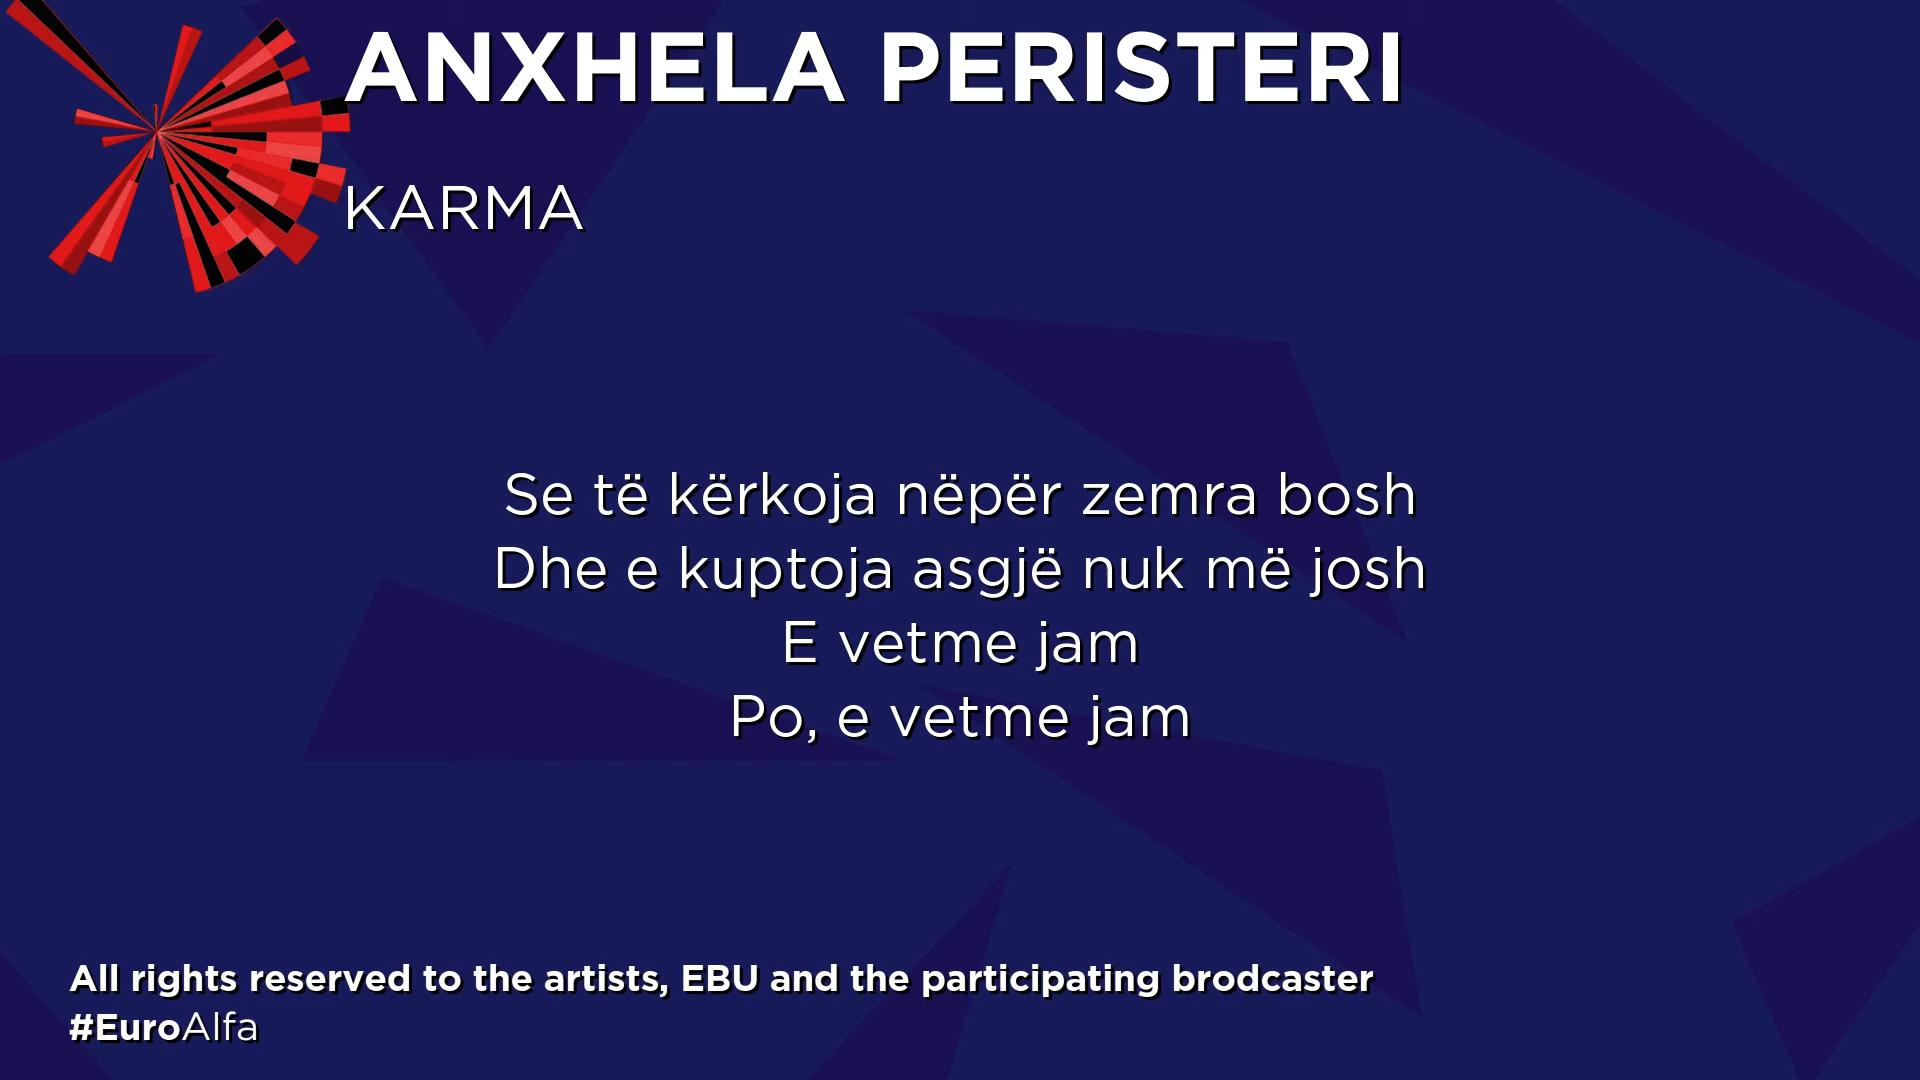 ANXHELA PERISTERI
KARMA
Se të kërkoja nëpër zemra bosh
Dhe e kuptoja asgjë nuk më josh
E vetme jam
Po, e vetme jam
All rights reserved to the artists, EBU and the participating brodcaster
#EuroAlfa